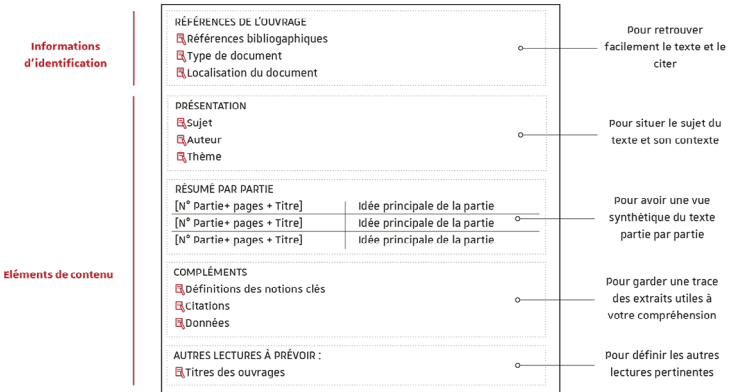 Informations
d'identification
RÉFÉRENCES DE L'OUVRAGE
Références bibliogaphiques
Type de document
Localisation du document
Pour retrouver
facilement le texte et le
citer
Eléments de contenu
PRÉSENTATION
Sujet
Auteur
Thème
Pour situer le sujet du
texte et son contexte
RÉSUMÉ PAR PARTIE
[N° Partie+ pages + Titre] Idée principale de la partie
[N° Partie+ pages + Titre] Idée principale de la partie
[N° Partie+ pages + Titre] Idée principale de la partie
Pour avoir une vue
synthétique du texte
partie par partie
COMPLÉMENTS
Définitions des notions clés
Citations
Données
Pour garder une trace
des extraits utiles à
votre compréhension
AUTRES LECTURES À PRÉVOIR :
Titres des ouvrages
Pour définir les autres
lectures pertinentes